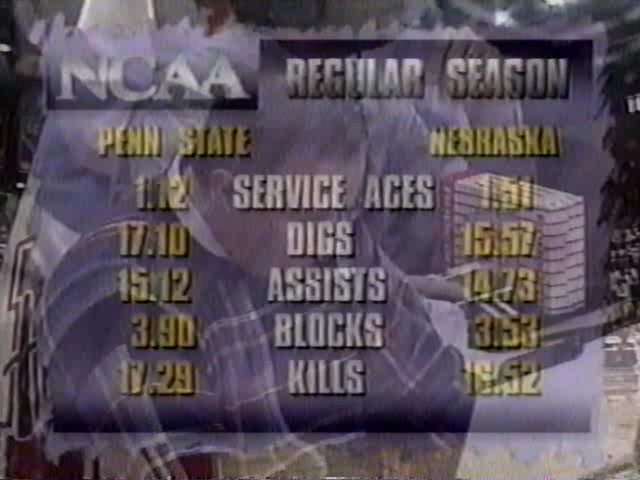 NCAA REGULAR SEASON
PENN STATE NEBRASKA
1.12 SERVICE ACES 1.51
17.10 DIGS 15.57
15.12 ASSISTS 14.73
3.90 BLOCKS 3.53
17.29 KILLS 16.52